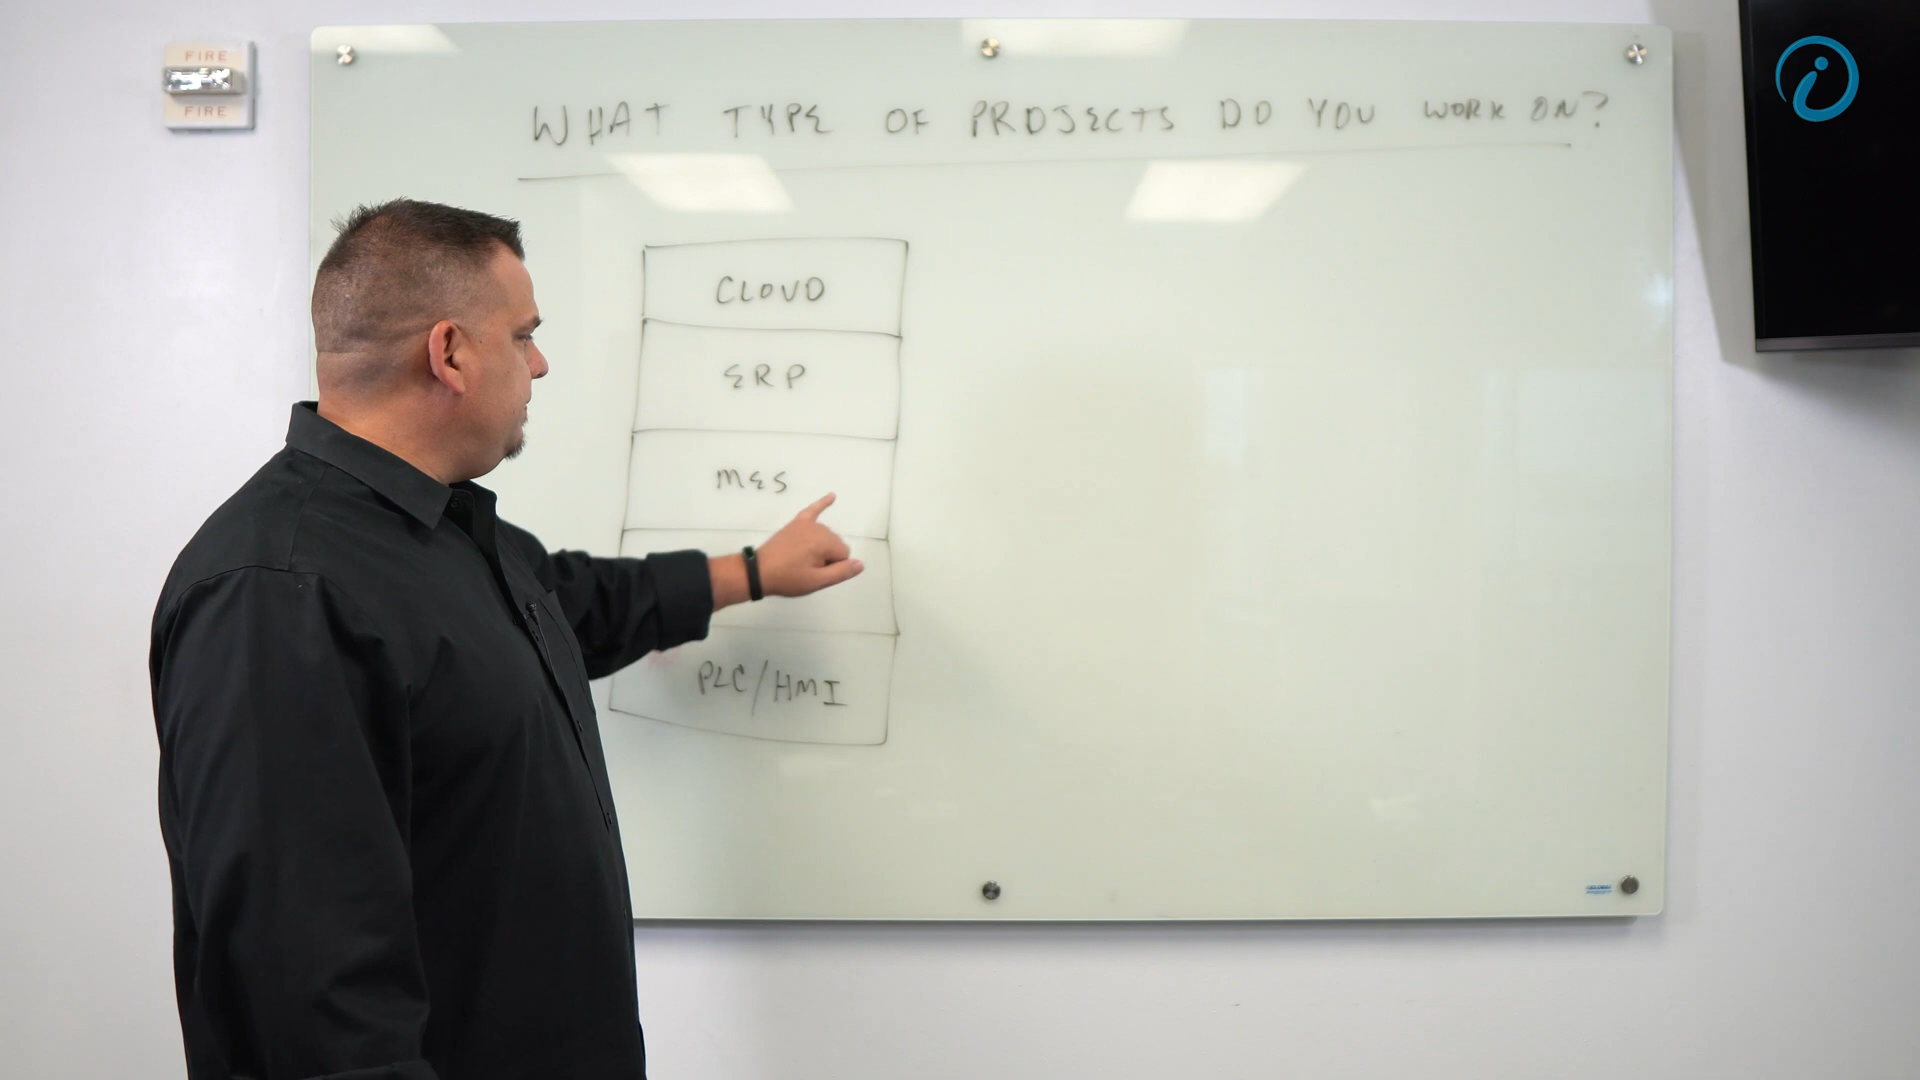 FIRE
FIRE
WHAT TYPE OF PROJECTS DO YOU WORK ON?
CLOUD
ERP
MES
PLC/HMI